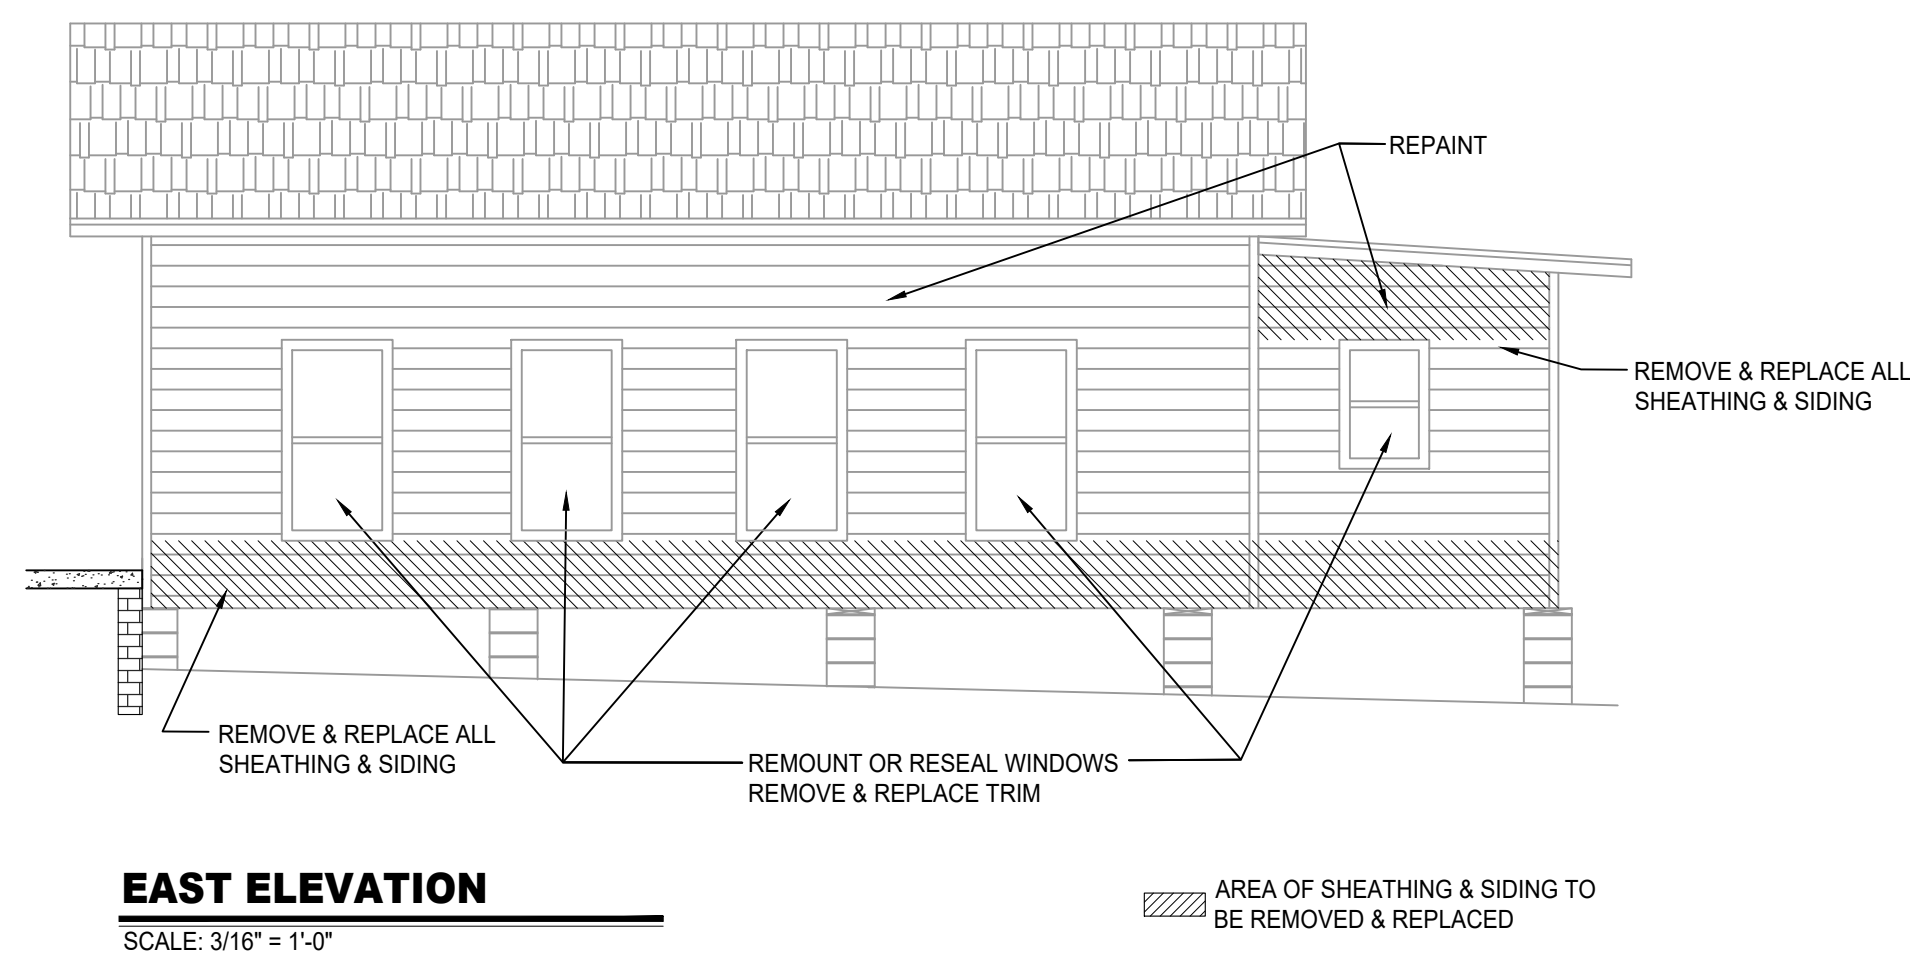 REPAINT
REMOVE & REPLACE ALL
SHEATHING & SIDING
REMOVE & REPLACE ALL
SHEATHING & SIDING
REMOUNT OR RESEAL WINDOWS
REMOVE & REPLACE TRIM
EAST ELEVATION
SCALE: 3/16" = 1'-0"
AREA OF SHEATHING & SIDING TO
BE REMOVED & REPLACED